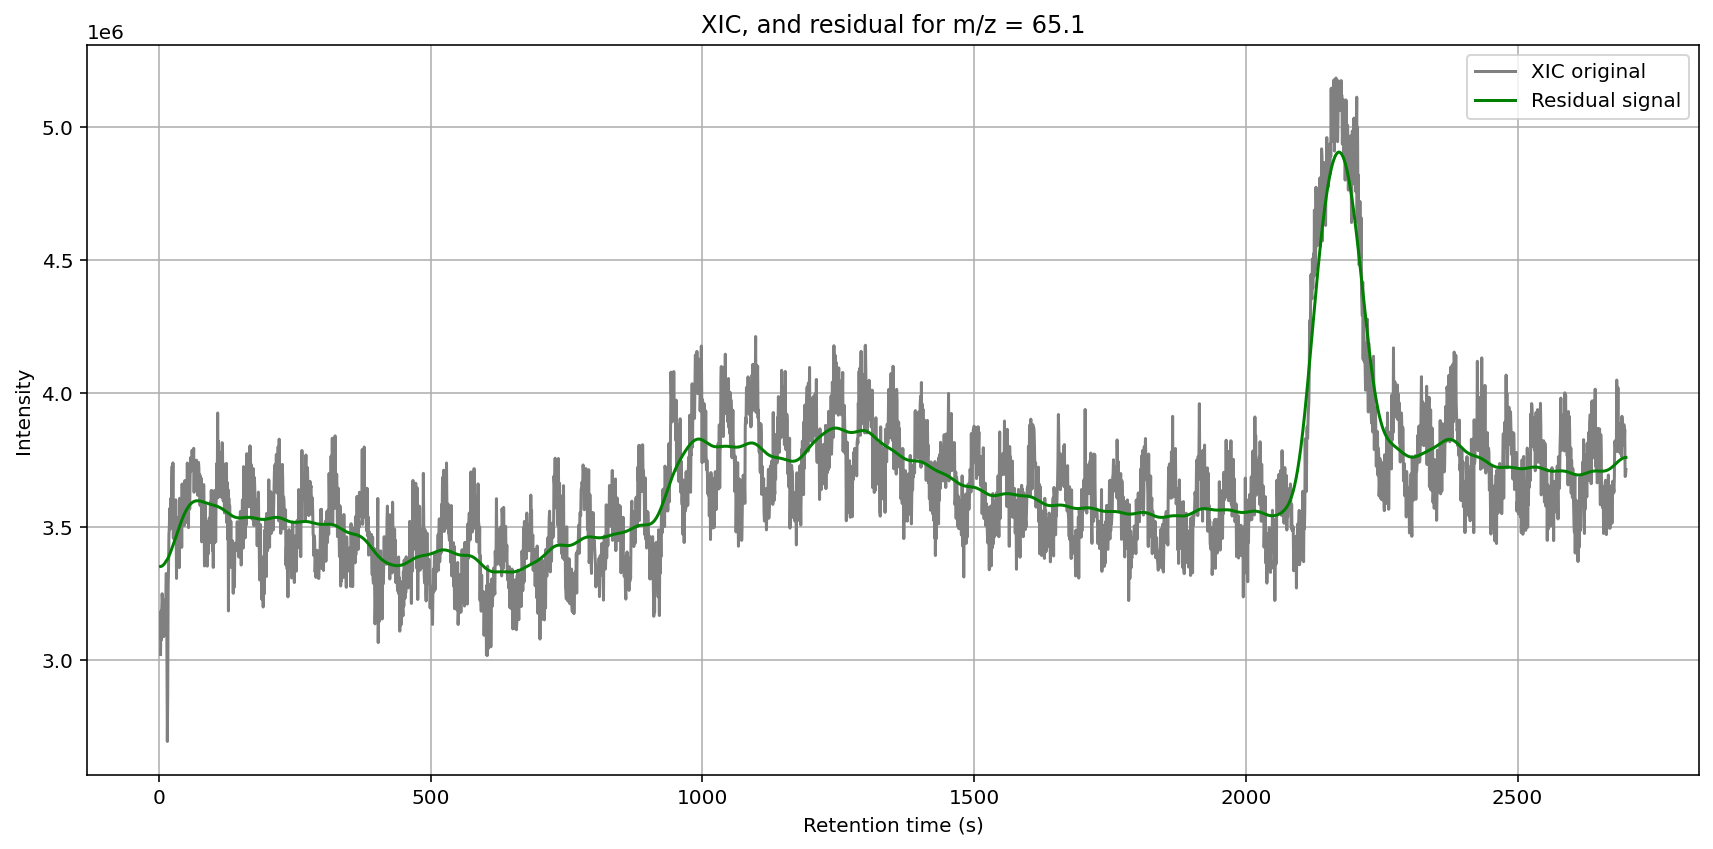 XIC, and residual for m/z = 65.1
1e6
XIC original
Residual signal
5.0
4.5
4.0
3.5
3.0
Intensity
0
500
1000
1500
2000
2500
Retention time (s)